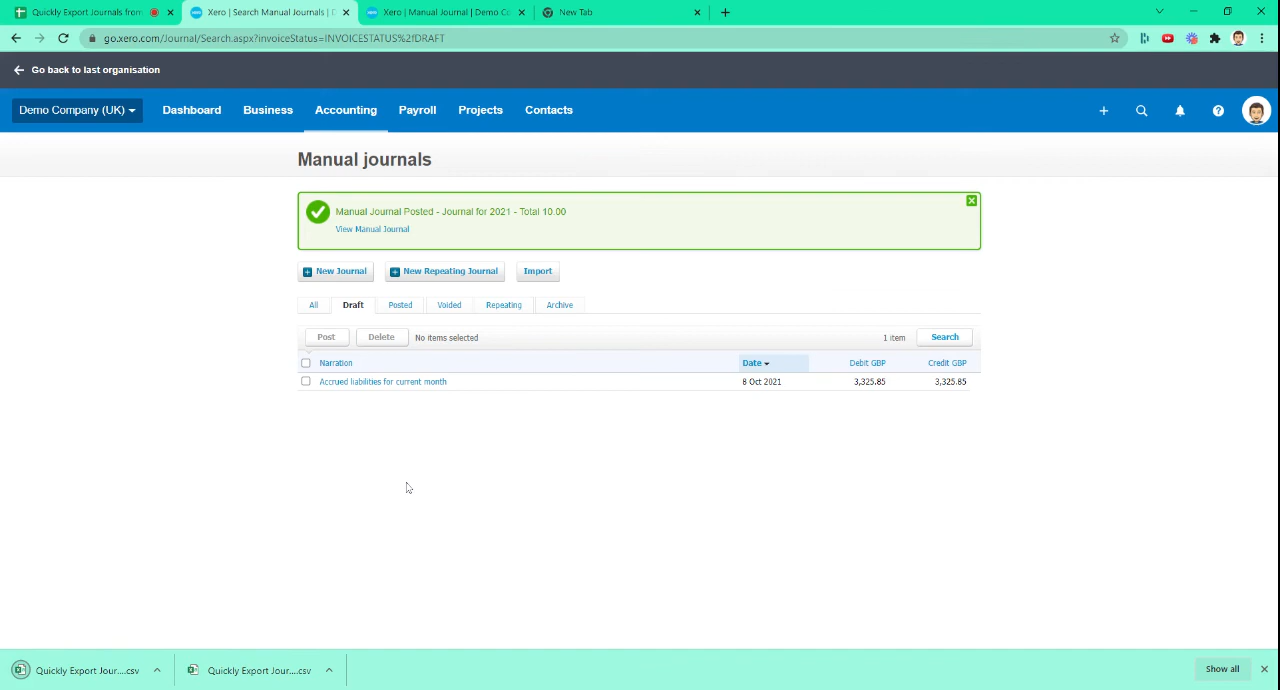 Quickly Export Journals from
Xero | Search Manual Journals | D
Xero | Manual Journal | Demo Co
New Tab
go.xero.com/Journal/Search.aspx?invoiceStatus=INVOICESTATUS%2fDRAFT
Go back to last organisation
Demo Company (UK) Dashboard Business Accounting Payroll Projects Contacts
Manual journals
Manual Journal Posted - Journal for 2021 - Total 10.00
View Manual Journal
New Journal New Repeating Journal Import
All Draft Posted Voided Repeating Archive
Post Delete No items selected 1 item Search
Narration Date Debit GBP Credit GBP
Accrued liabilities for current month 8 Oct 2021 3,325.85 3,325.85
Quickly Export Jour....csv Quickly Export Jour....csv Show all